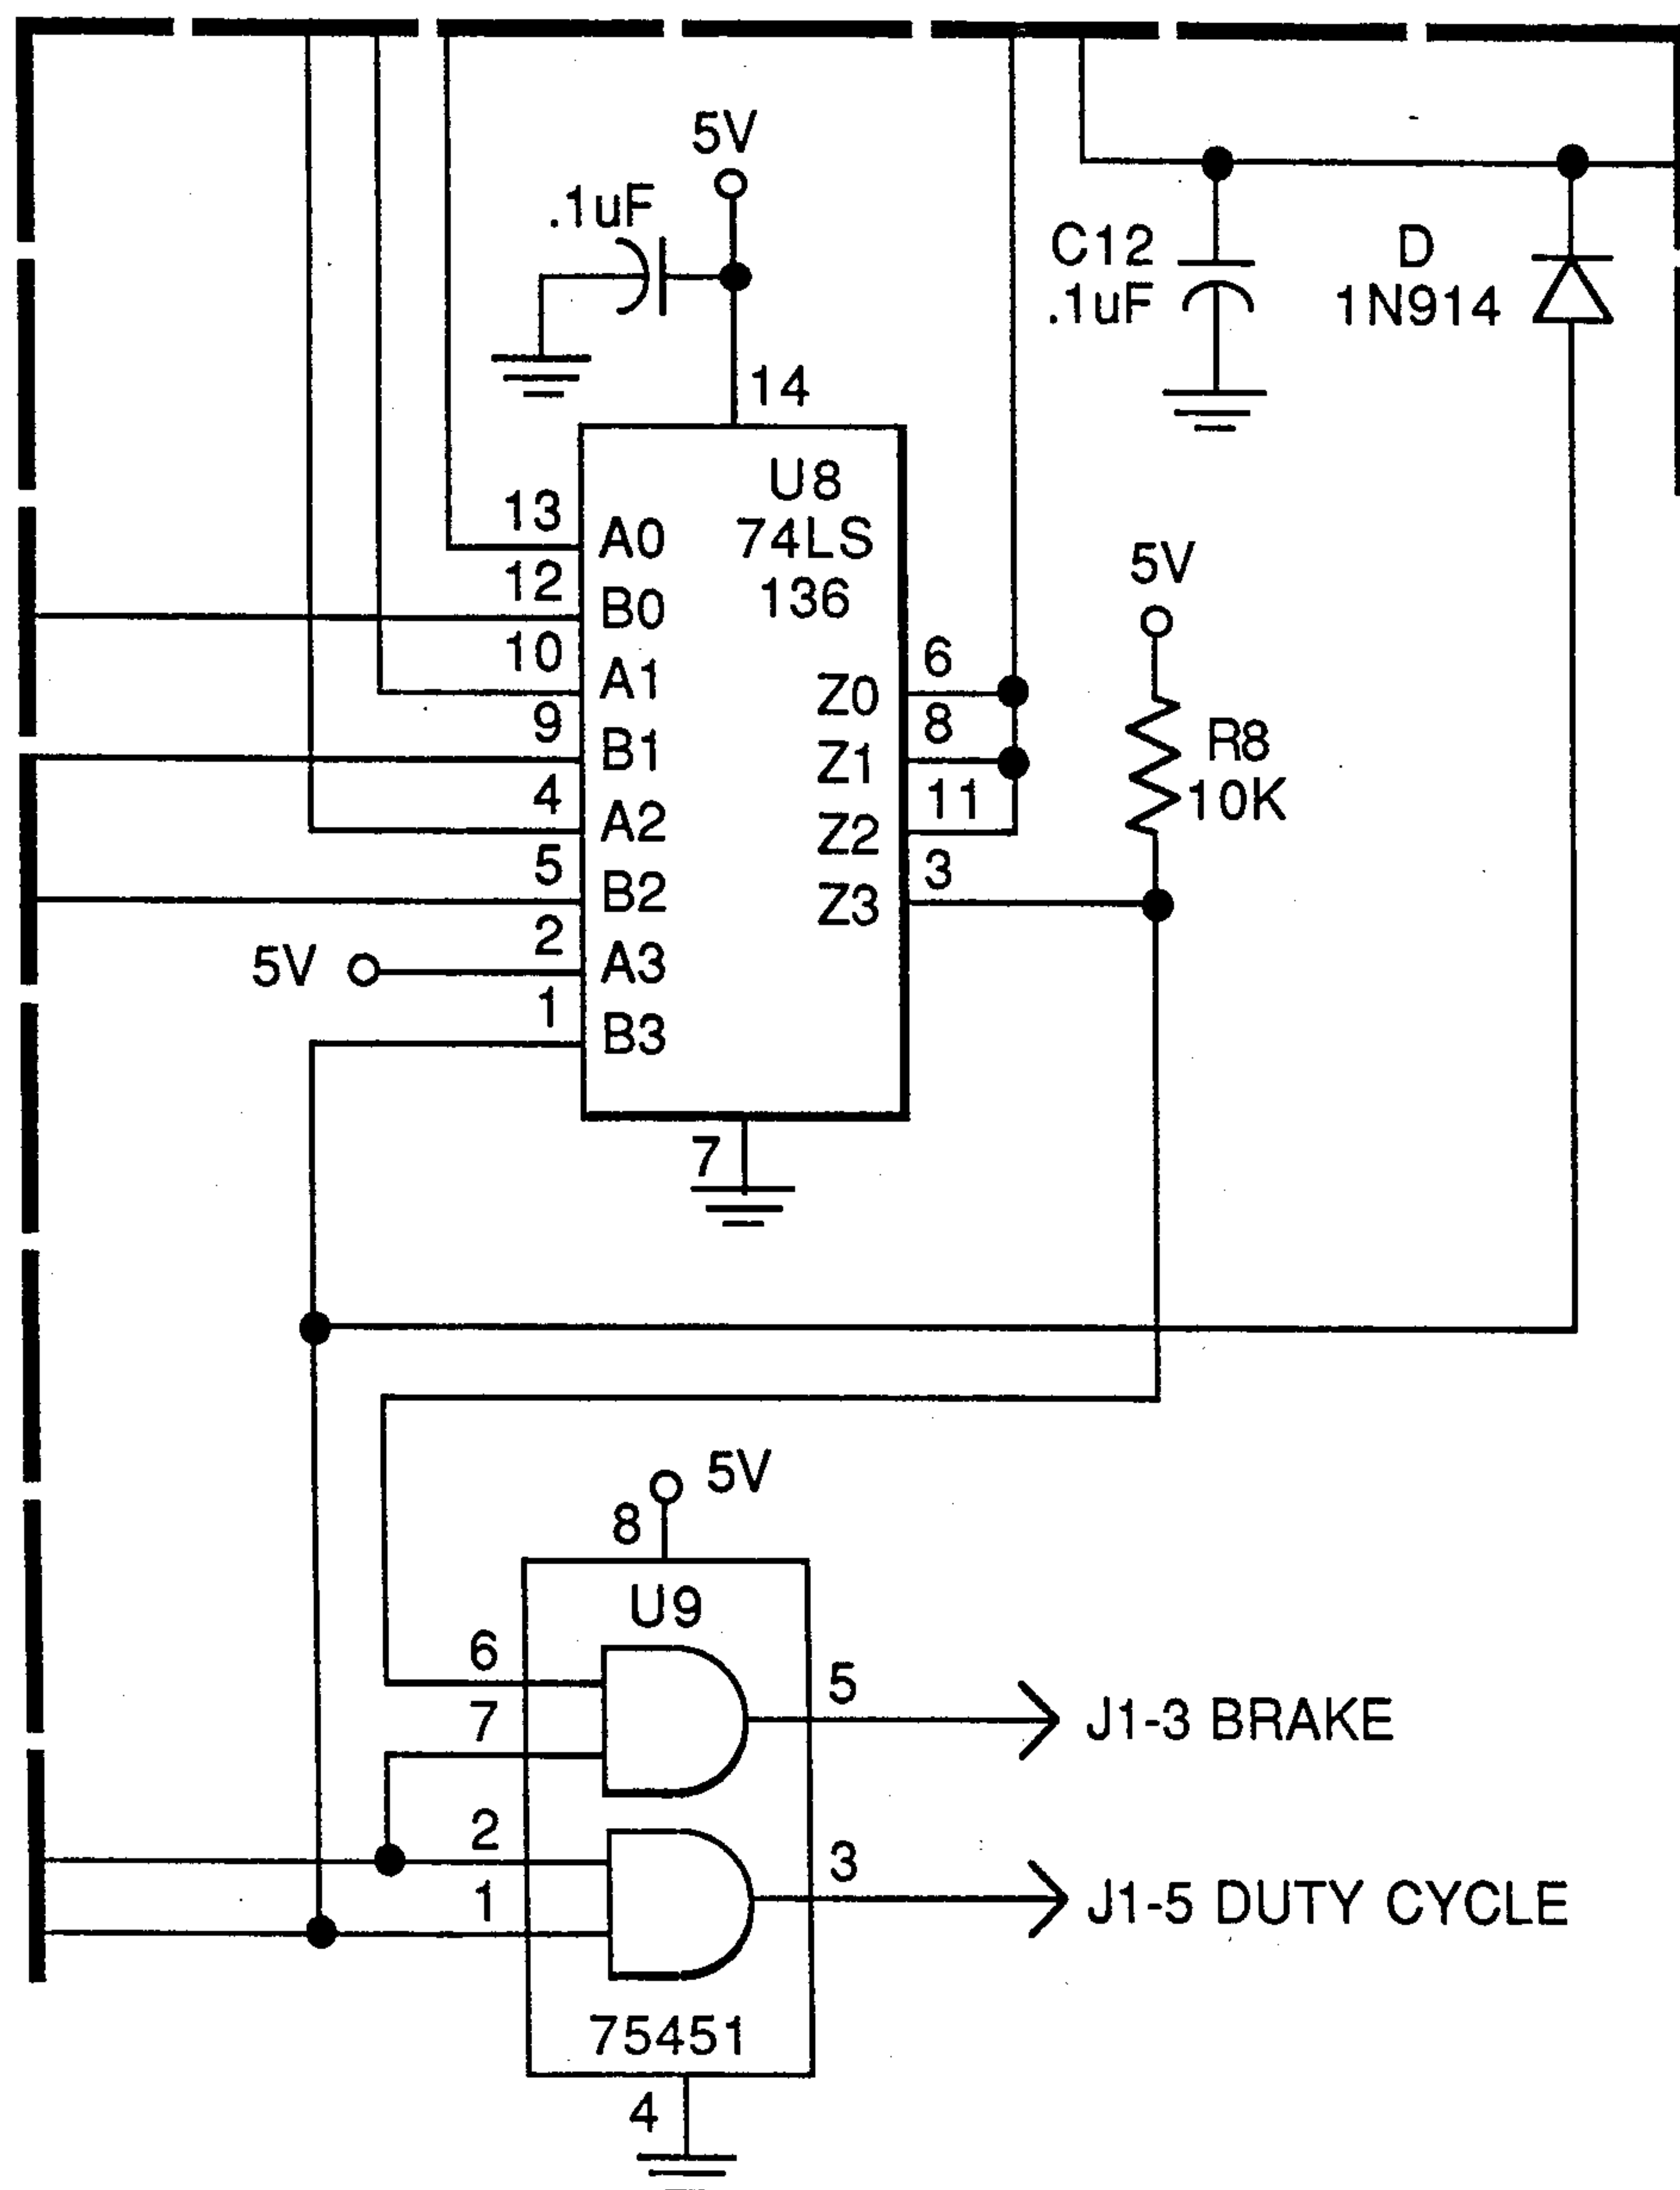 5V
.1uF
C12
.1uF
D
1N914
14
U8
74LS
136
13
A0
12
B0
10
A1
9
B1
4
A2
5
B2
2
5V
A3
1
B3
6
Z0
8
Z1
11
Z2
3
Z3
5V
R8
10K
7
5V
8
U9
6
7
5
J1-3 BRAKE
2
1
3
J1-5 DUTY CYCLE
75451
4